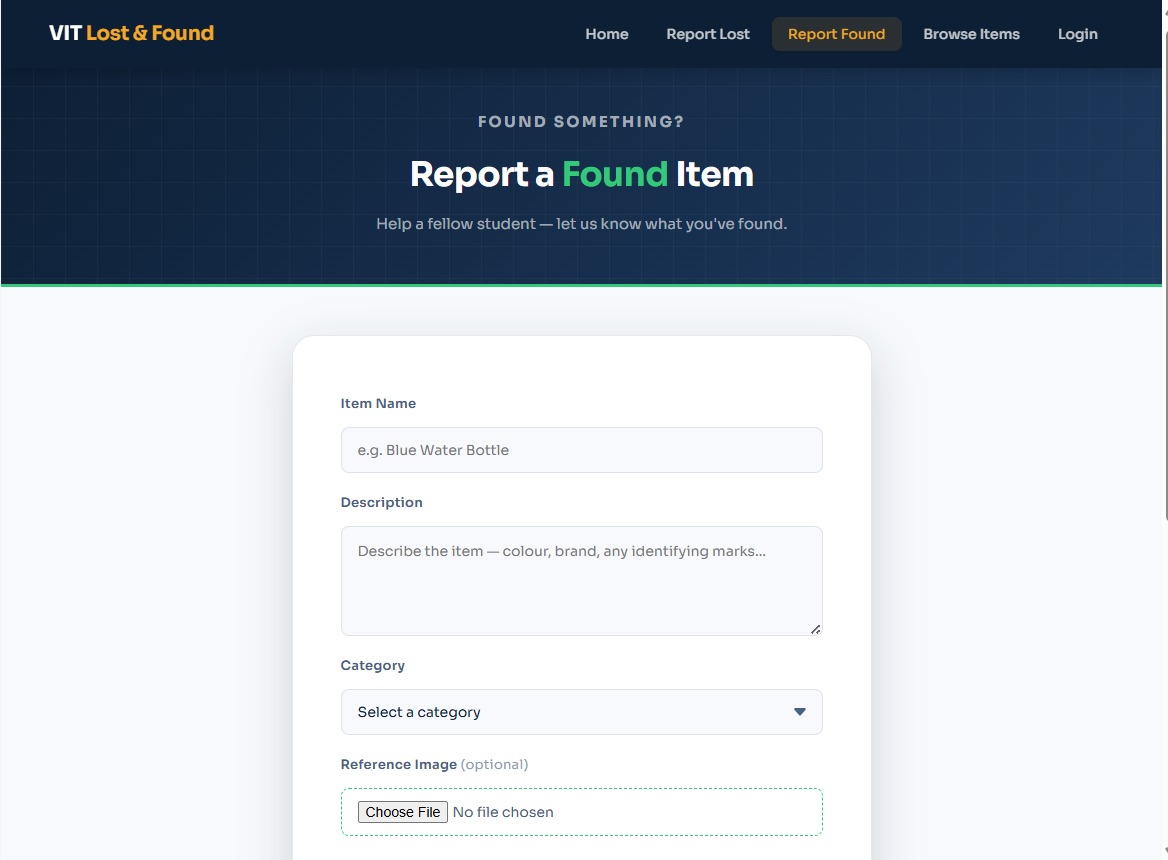 VIT Lost & Found
Home
Report Lost
Report Found
Browse Items
Login
FOUND SOMETHING?
Report a Found Item
Help a fellow student — let us know what you've found.
Item Name
e.g. Blue Water Bottle
Description
Describe the item — colour, brand, any identifying marks...
Category
Select a category
Reference Image (optional)
Choose File No file chosen